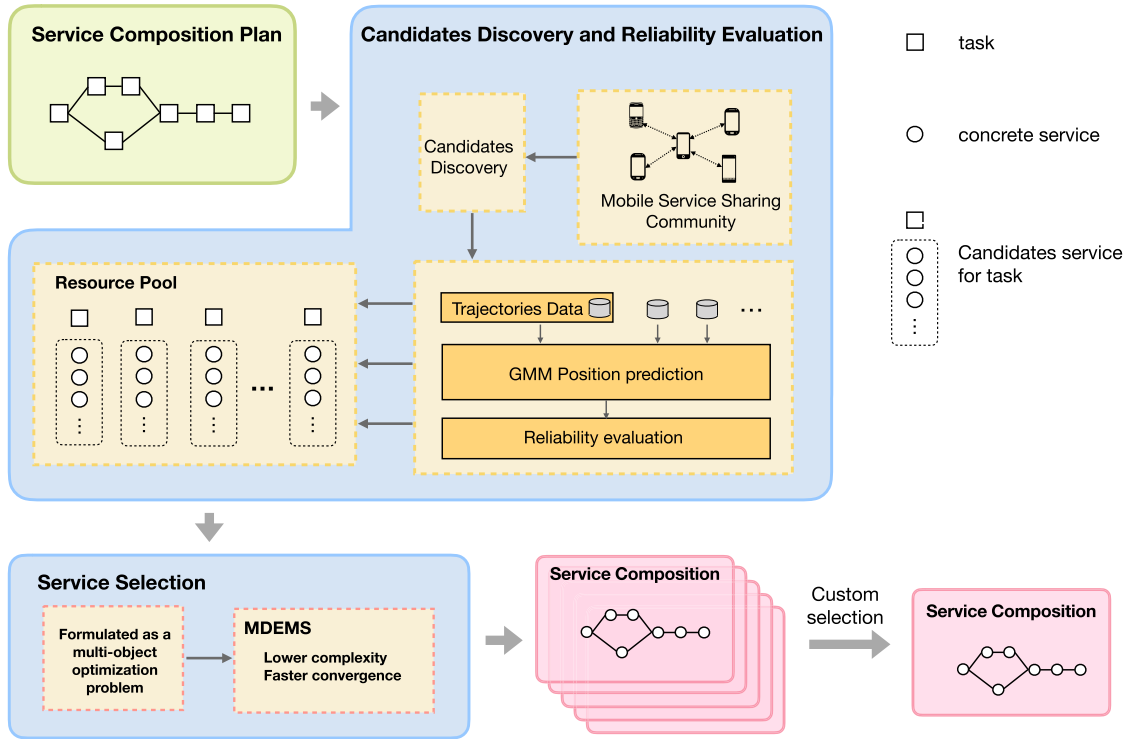 Service Composition Plan
Candidates Discovery and Reliability Evaluation
task
concrete service
Candidates service
for task
Candidates
Discovery
Mobile Service Sharing
Community
Resource Pool
...
Trajectories Data
...
GMM Position prediction
Reliability evaluation
Service Selection
Formulated as a
multi-object
optimization
problem
MDEMS
Lower complexity
Faster convergence
Service Composition
Custom
selection
Service Composition